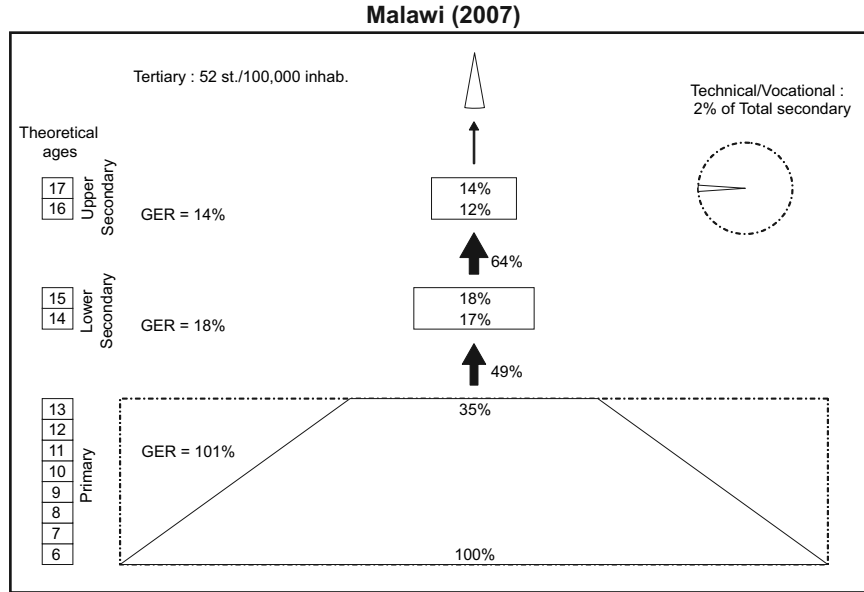 Malawi (2007)
Tertiary : 52 st./100,000 inhab.
Technical/Vocational :
2% of Total secondary
Theoretical
ages
17
16
Upper
Secondary
GER = 14%
14%
12%
64%
15
14
Lower
Secondary
GER = 18%
18%
17%
49%
13
12
11
10
9
8
7
6
Primary
GER = 101%
35%
100%